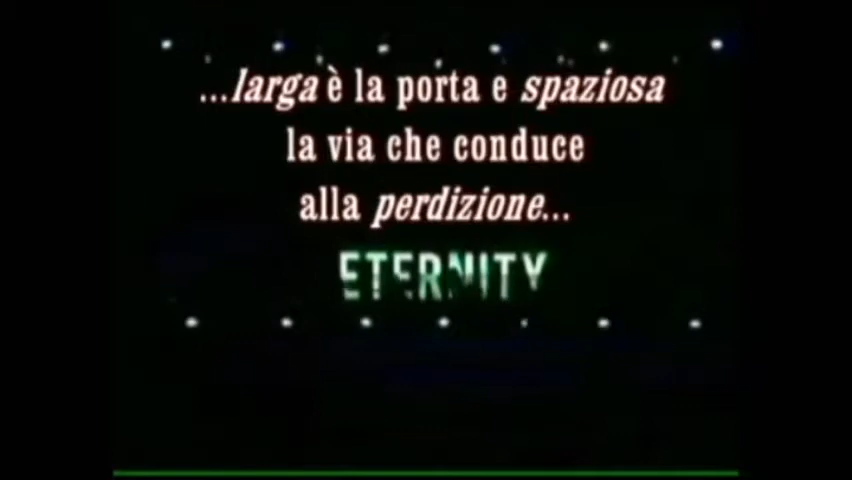 ...larga è la porta e spaziosa
la via che conduce
alla perdizione...
ETERNITY